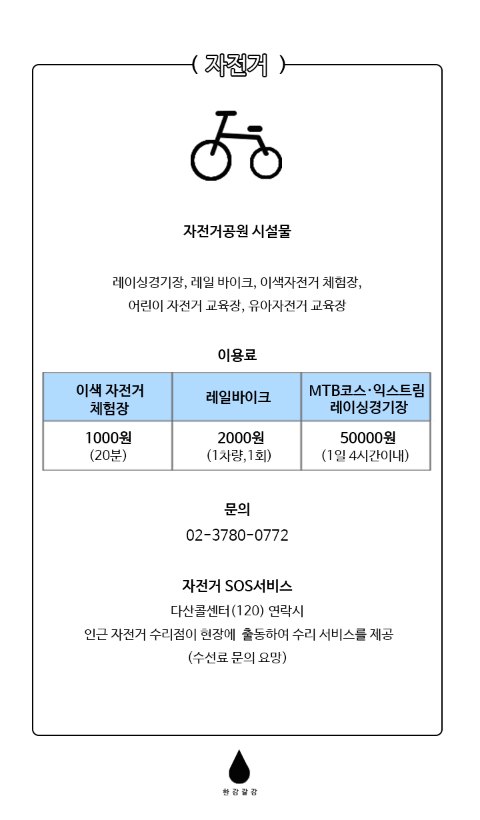 ( 자전거 )
자전거공원 시설물
레이싱경기장, 레일 바이크, 이색자전거 체험장,
어린이 자전거 교육장, 유아자전거 교육장
이용료
이색 자전거
체험장
레일바이크
MTB코스·익스트림
레이싱경기장
1000원
(20분)
2000원
(1차량,1회)
50000원
(1일 4시간이내)
문의
02-3780-0772
자전거 SOS서비스
다산콜센터(120) 연락시
인근 자전거 수리점이 현장에 출동하여 수리 서비스를 제공
(수선료 문의 요망)
한강갈강